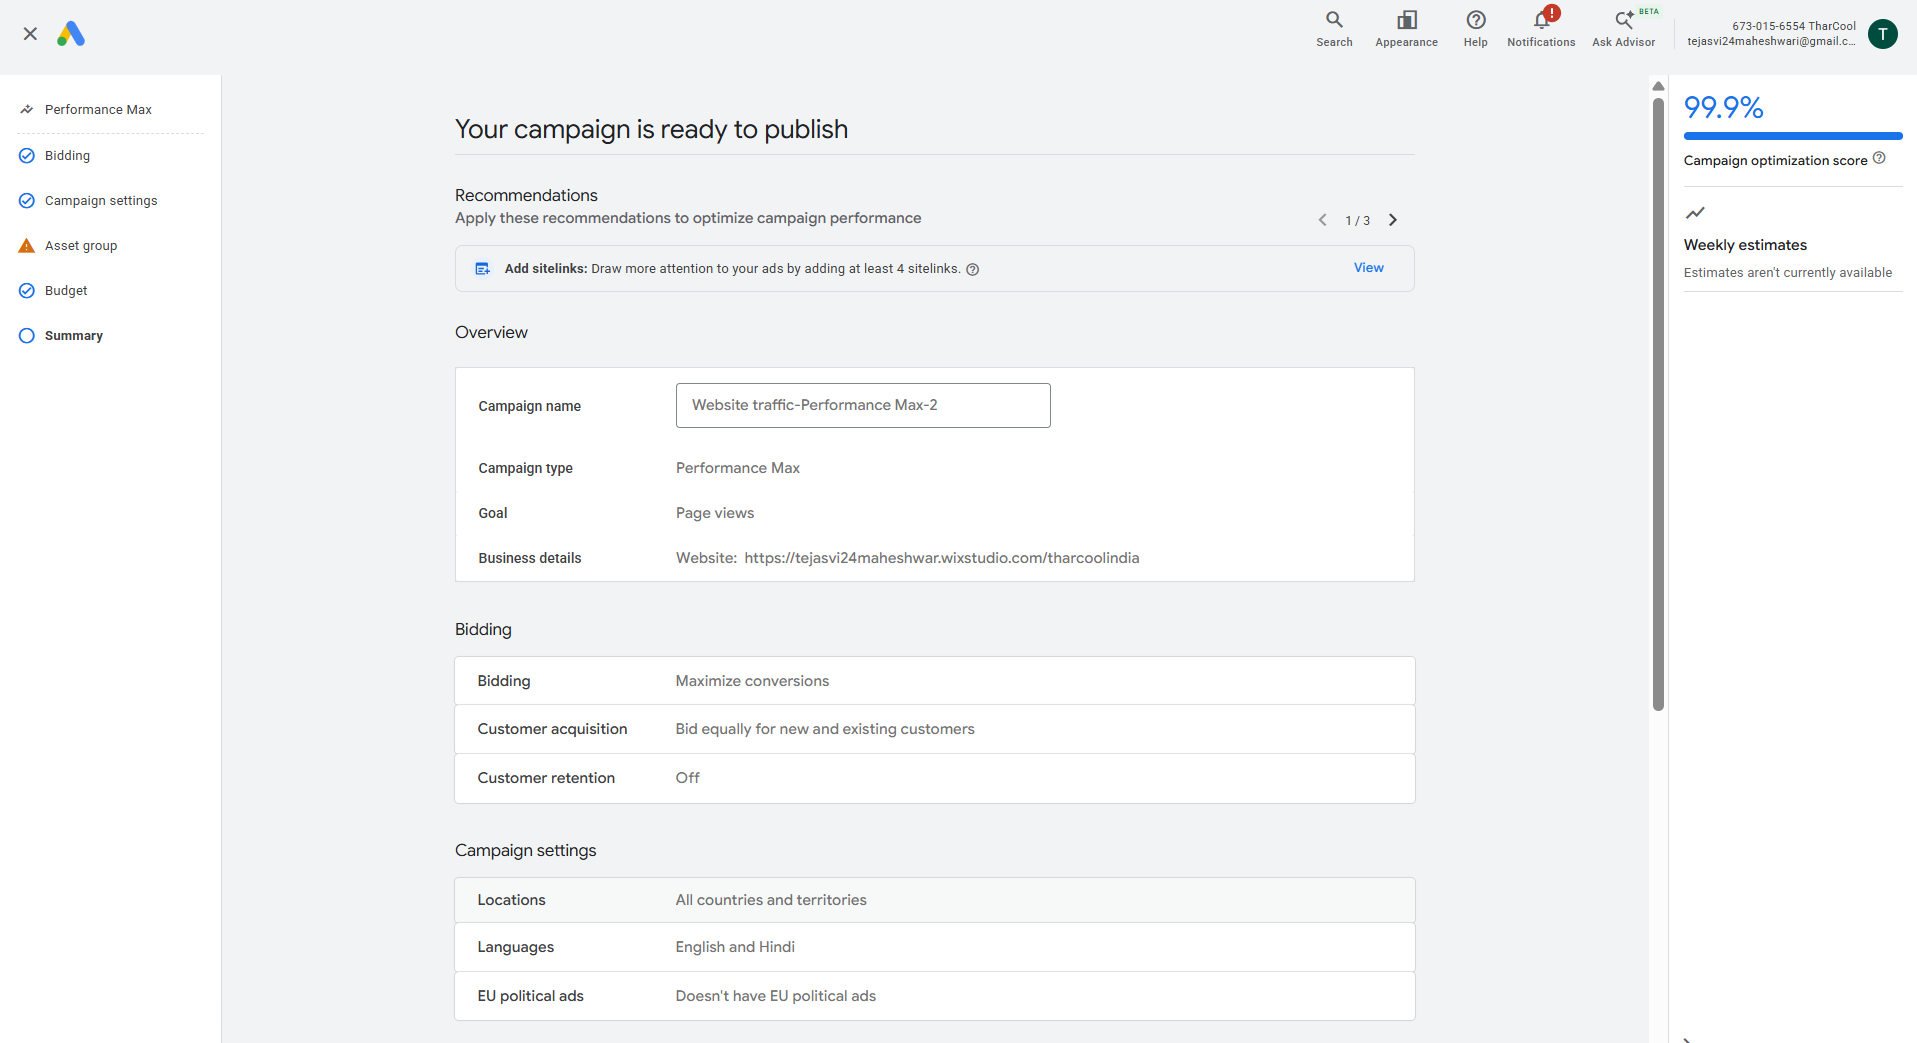 Search
Appearance
Help
Notifications
Ask Advisor
BETA
673-015-6554 TharCool
tejasvi24maheshwari@gmail.c...
T
Performance Max
Bidding
Campaign settings
Asset group
Budget
Summary
Your campaign is ready to publish
Recommendations
Apply these recommendations to optimize campaign performance
1 / 3
Add sitelinks: Draw more attention to your ads by adding at least 4 sitelinks.
View
Overview
Campaign name
Website traffic-Performance Max-2
Campaign type
Performance Max
Goal
Page views
Business details
Website: https://tejasvi24maheshwar.wixstudio.com/tharcoolindia
Bidding
Bidding
Maximize conversions
Customer acquisition
Bid equally for new and existing customers
Customer retention
Off
Campaign settings
Locations
All countries and territories
Languages
English and Hindi
EU political ads
Doesn't have EU political ads
99.9%
Campaign optimization score
Weekly estimates
Estimates aren't currently available